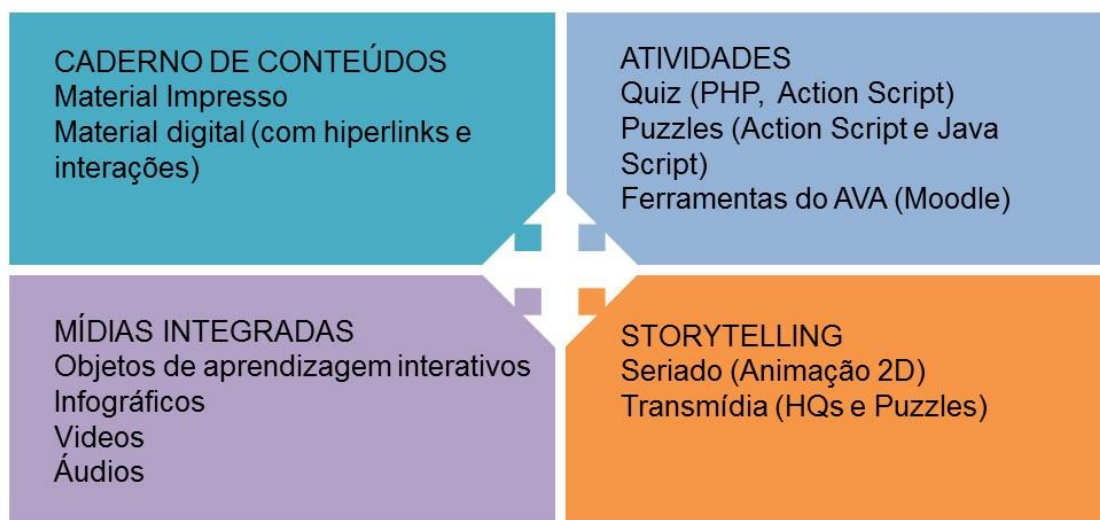 CADERNO DE CONTEÚDOS
Material Impresso
Material digital (com hiperlinks e
interações)
ATIVIDADES
Quiz (PHP, Action Script)
Puzzles (Action Script e Java
Script)
Ferramentas do AVA (Moodle)
MÍDIAS INTEGRADAS
Objetos de aprendizagem interativos
Infográficos
Videos
Áudios
STORYTELLING
Seriado (Animação 2D)
Transmídia (HQs e Puzzles)